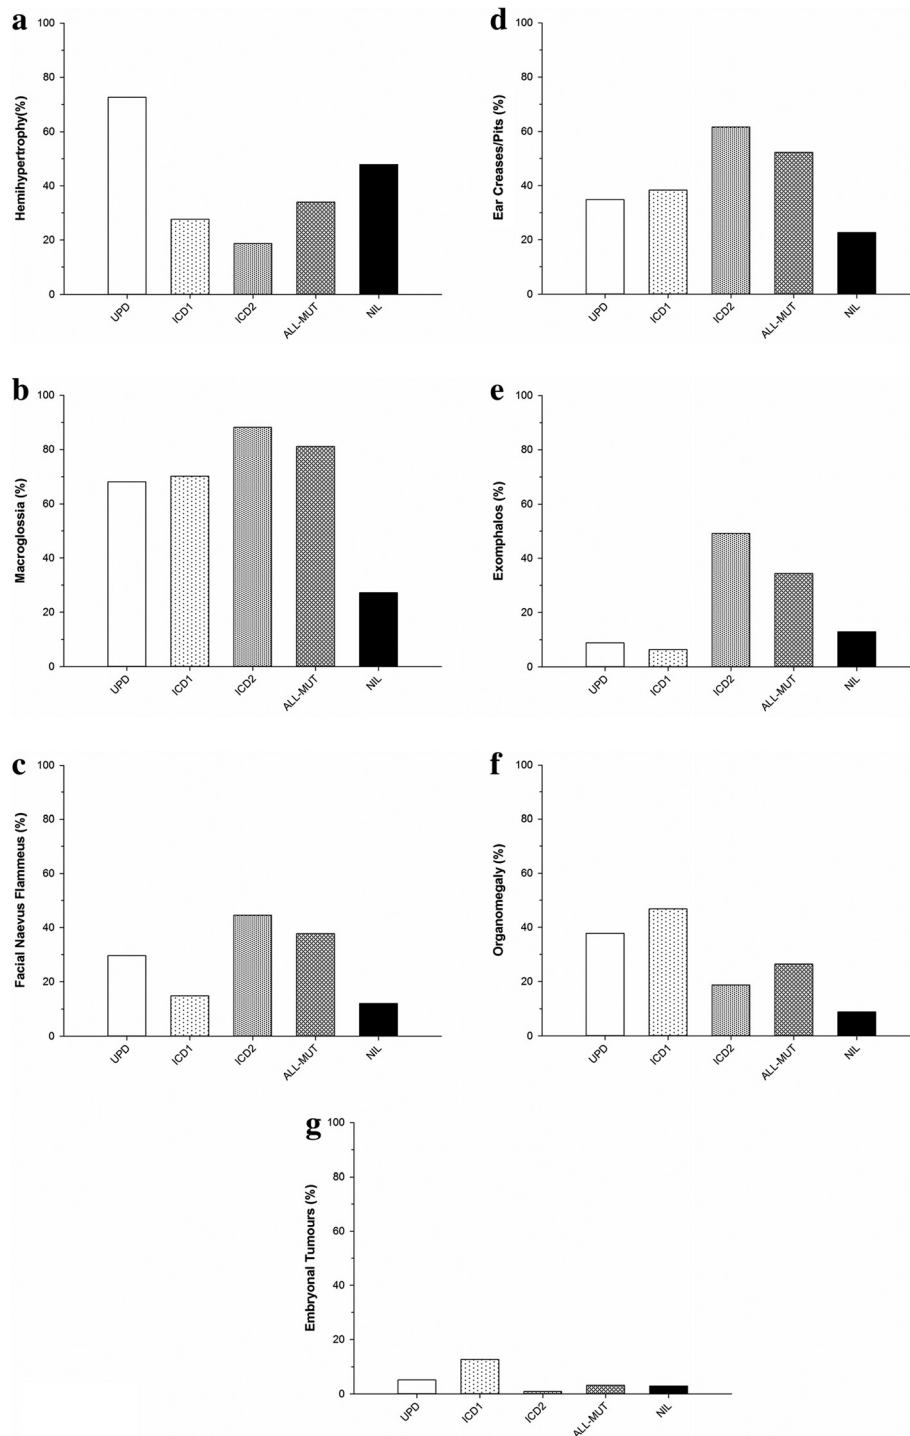 a
Hemihypertrophy(%)
100
80
60
40
20
0
UPD
ICD1
ICD2
ALL-MUT
NIL
d
Ear Creases/Pits (%)
100
80
60
40
20
0
UPD
ICD1
ICD2
ALL-MUT
NIL
b
Macroglossia (%)
100
80
60
40
20
0
UPD
ICD1
ICD2
ALL-MUT
NIL
e
Exomphalos (%)
100
80
60
40
20
0
UPD
ICD1
ICD2
ALL-MUT
NIL
c
Facial Naevus Flammeus (%)
100
80
60
40
20
0
UPD
ICD1
ICD2
ALL-MUT
NIL
f
Organomegaly (%)
100
80
60
40
20
0
UPD
ICD1
ICD2
ALL-MUT
NIL
g
Embryonal Tumours (%)
100
80
60
40
20
0
UPD
ICD1
ICD2
ALL-MUT
NIL